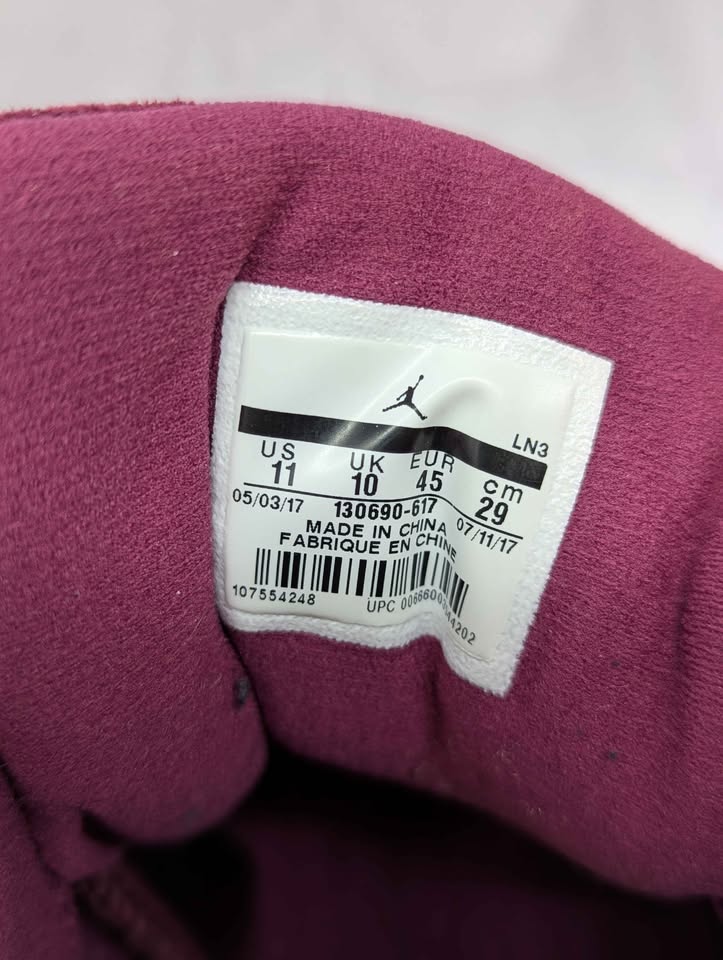 LN3
US UK EUR cm
11 10 45 29
05/03/17 130690-617 07/11/17
MADE IN CHINA
FABRIQUE EN CHINE
107554248 UPC